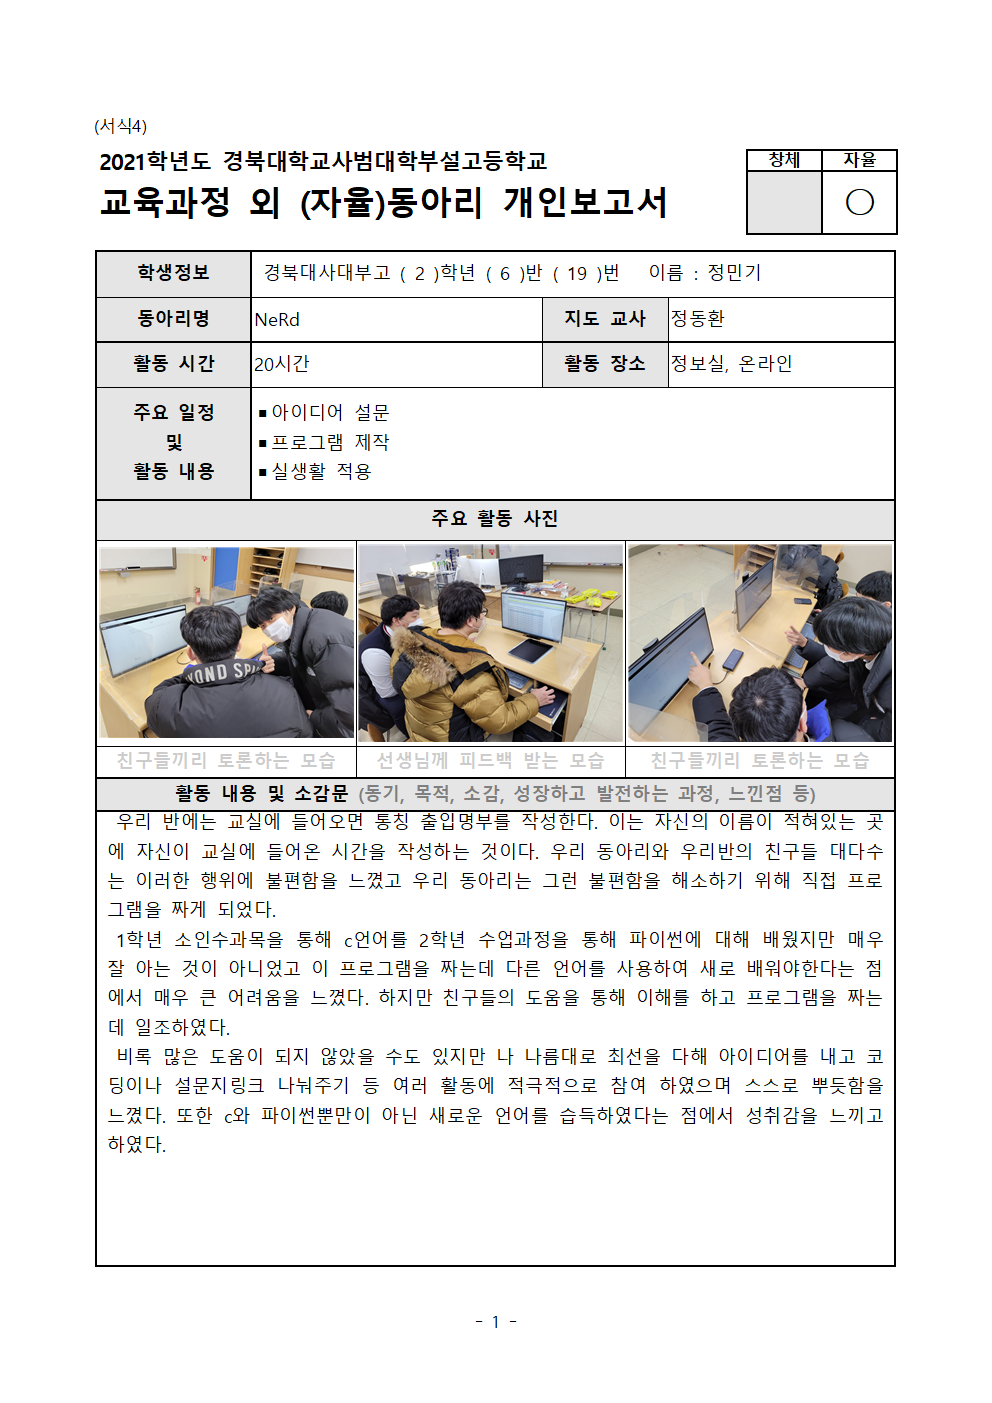 (서식4)
2021학년도 경북대학교사범대학부설고등학교
교육과정 외 (자율)동아리 개인보고서
창체 자율
○
학생정보 경북대사대부고 ( 2 )학년 ( 6 )반 ( 19 )번 이름 : 정민기
동아리명 NeRd 지도 교사 정동환
활동 시간 20시간 활동 장소 정보실, 온라인
주요 일정
및
활동 내용
▪아이디어 설문
▪프로그램 제작
▪실생활 적용
주요 활동 사진
YOND SP
친구들끼리 토론하는 모습 선생님께 피드백 받는 모습 친구들끼리 토론하는 모습
활동 내용 및 소감문 (동기, 목적, 소감, 성장하고 발전하는 과정, 느낀점 등)
우리 반에는 교실에 들어오면 통칭 출입명부를 작성한다. 이는 자신의 이름이 적혀있는 곳
에 자신이 교실에 들어온 시간을 작성하는 것이다. 우리 동아리와 우리반의 친구들 대다수
는 이러한 행위에 불편함을 느꼈고 우리 동아리는 그런 불편함을 해소하기 위해 직접 프로
그램을 짜게 되었다.
1학년 소인수과목을 통해 c언어를 2학년 수업과정을 통해 파이썬에 대해 배웠지만 매우
잘 아는 것이 아니었고 이 프로그램을 짜는데 다른 언어를 사용하여 새로 배워야한다는 점
에서 매우 큰 어려움을 느꼈다. 하지만 친구들의 도움을 통해 이해를 하고 프로그램을 짜는
데 일조하였다.
비록 많은 도움이 되지 않았을 수도 있지만 나 나름대로 최선을 다해 아이디어를 내고 코
딩이나 설문지링크 나눠주기 등 여러 활동에 적극적으로 참여 하였으며 스스로 뿌듯함을
느꼈다. 또한 c와 파이썬뿐만이 아닌 새로운 언어를 습득하였다는 점에서 성취감을 느끼고
하였다.
- 1 -